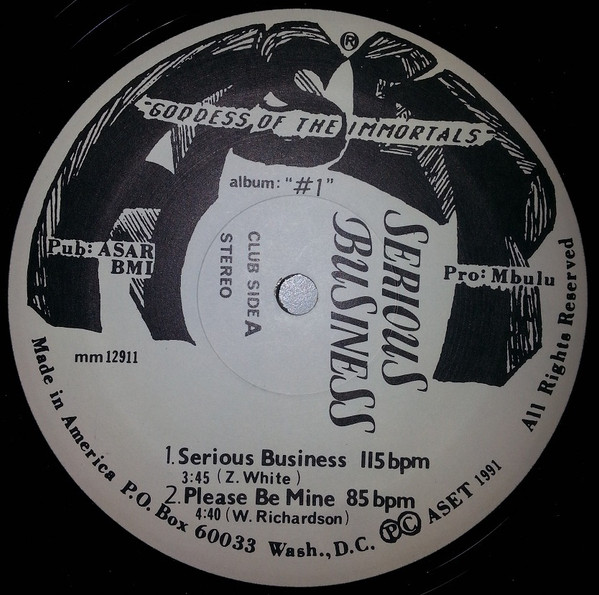 ®
"GODDESS OF THE IMMORTALS"
album: "#1"
SERIOUS
BUSINESS
CLUB SIDE A
STEREO
Pub: ASAR
BMI
Pro: Mbulu
mm 12911
1. Serious Business 115 bpm
3:45 (Z. White)
2. Please Be Mine 85 bpm
4:40 (W. Richardson)
Made in America P.O. Box 60033 Wash., D.C. ℗© ASET 1991 All Rights Reserved